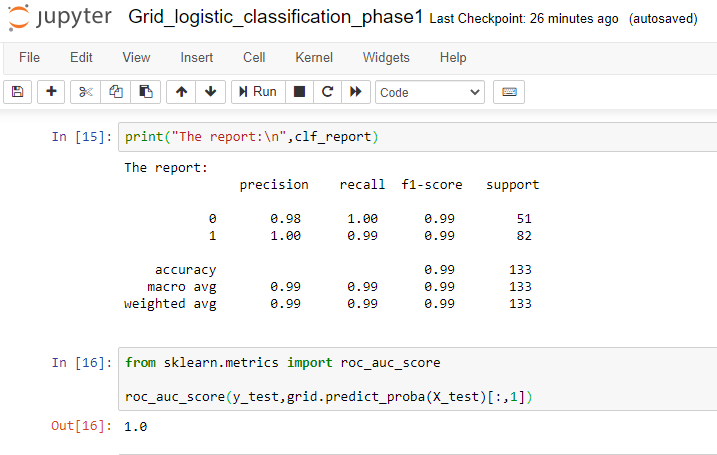 jupyter Grid_logistic_classification_phase1 Last Checkpoint: 26 minutes ago (autosaved)
File Edit View Insert Cell Kernel Widgets Help
Run Code
In [15]: print("The report:\n",clf_report)
The report:
precision recall f1-score support
0 0.98 1.00 0.99 51
1 1.00 0.99 0.99 82
accuracy 0.99 133
macro avg 0.99 0.99 0.99 133
weighted avg 0.99 0.99 0.99 133
In [16]: from sklearn.metrics import roc_auc_score
roc_auc_score(y_test,grid.predict_proba(X_test)[:,1])
Out[16]: 1.0